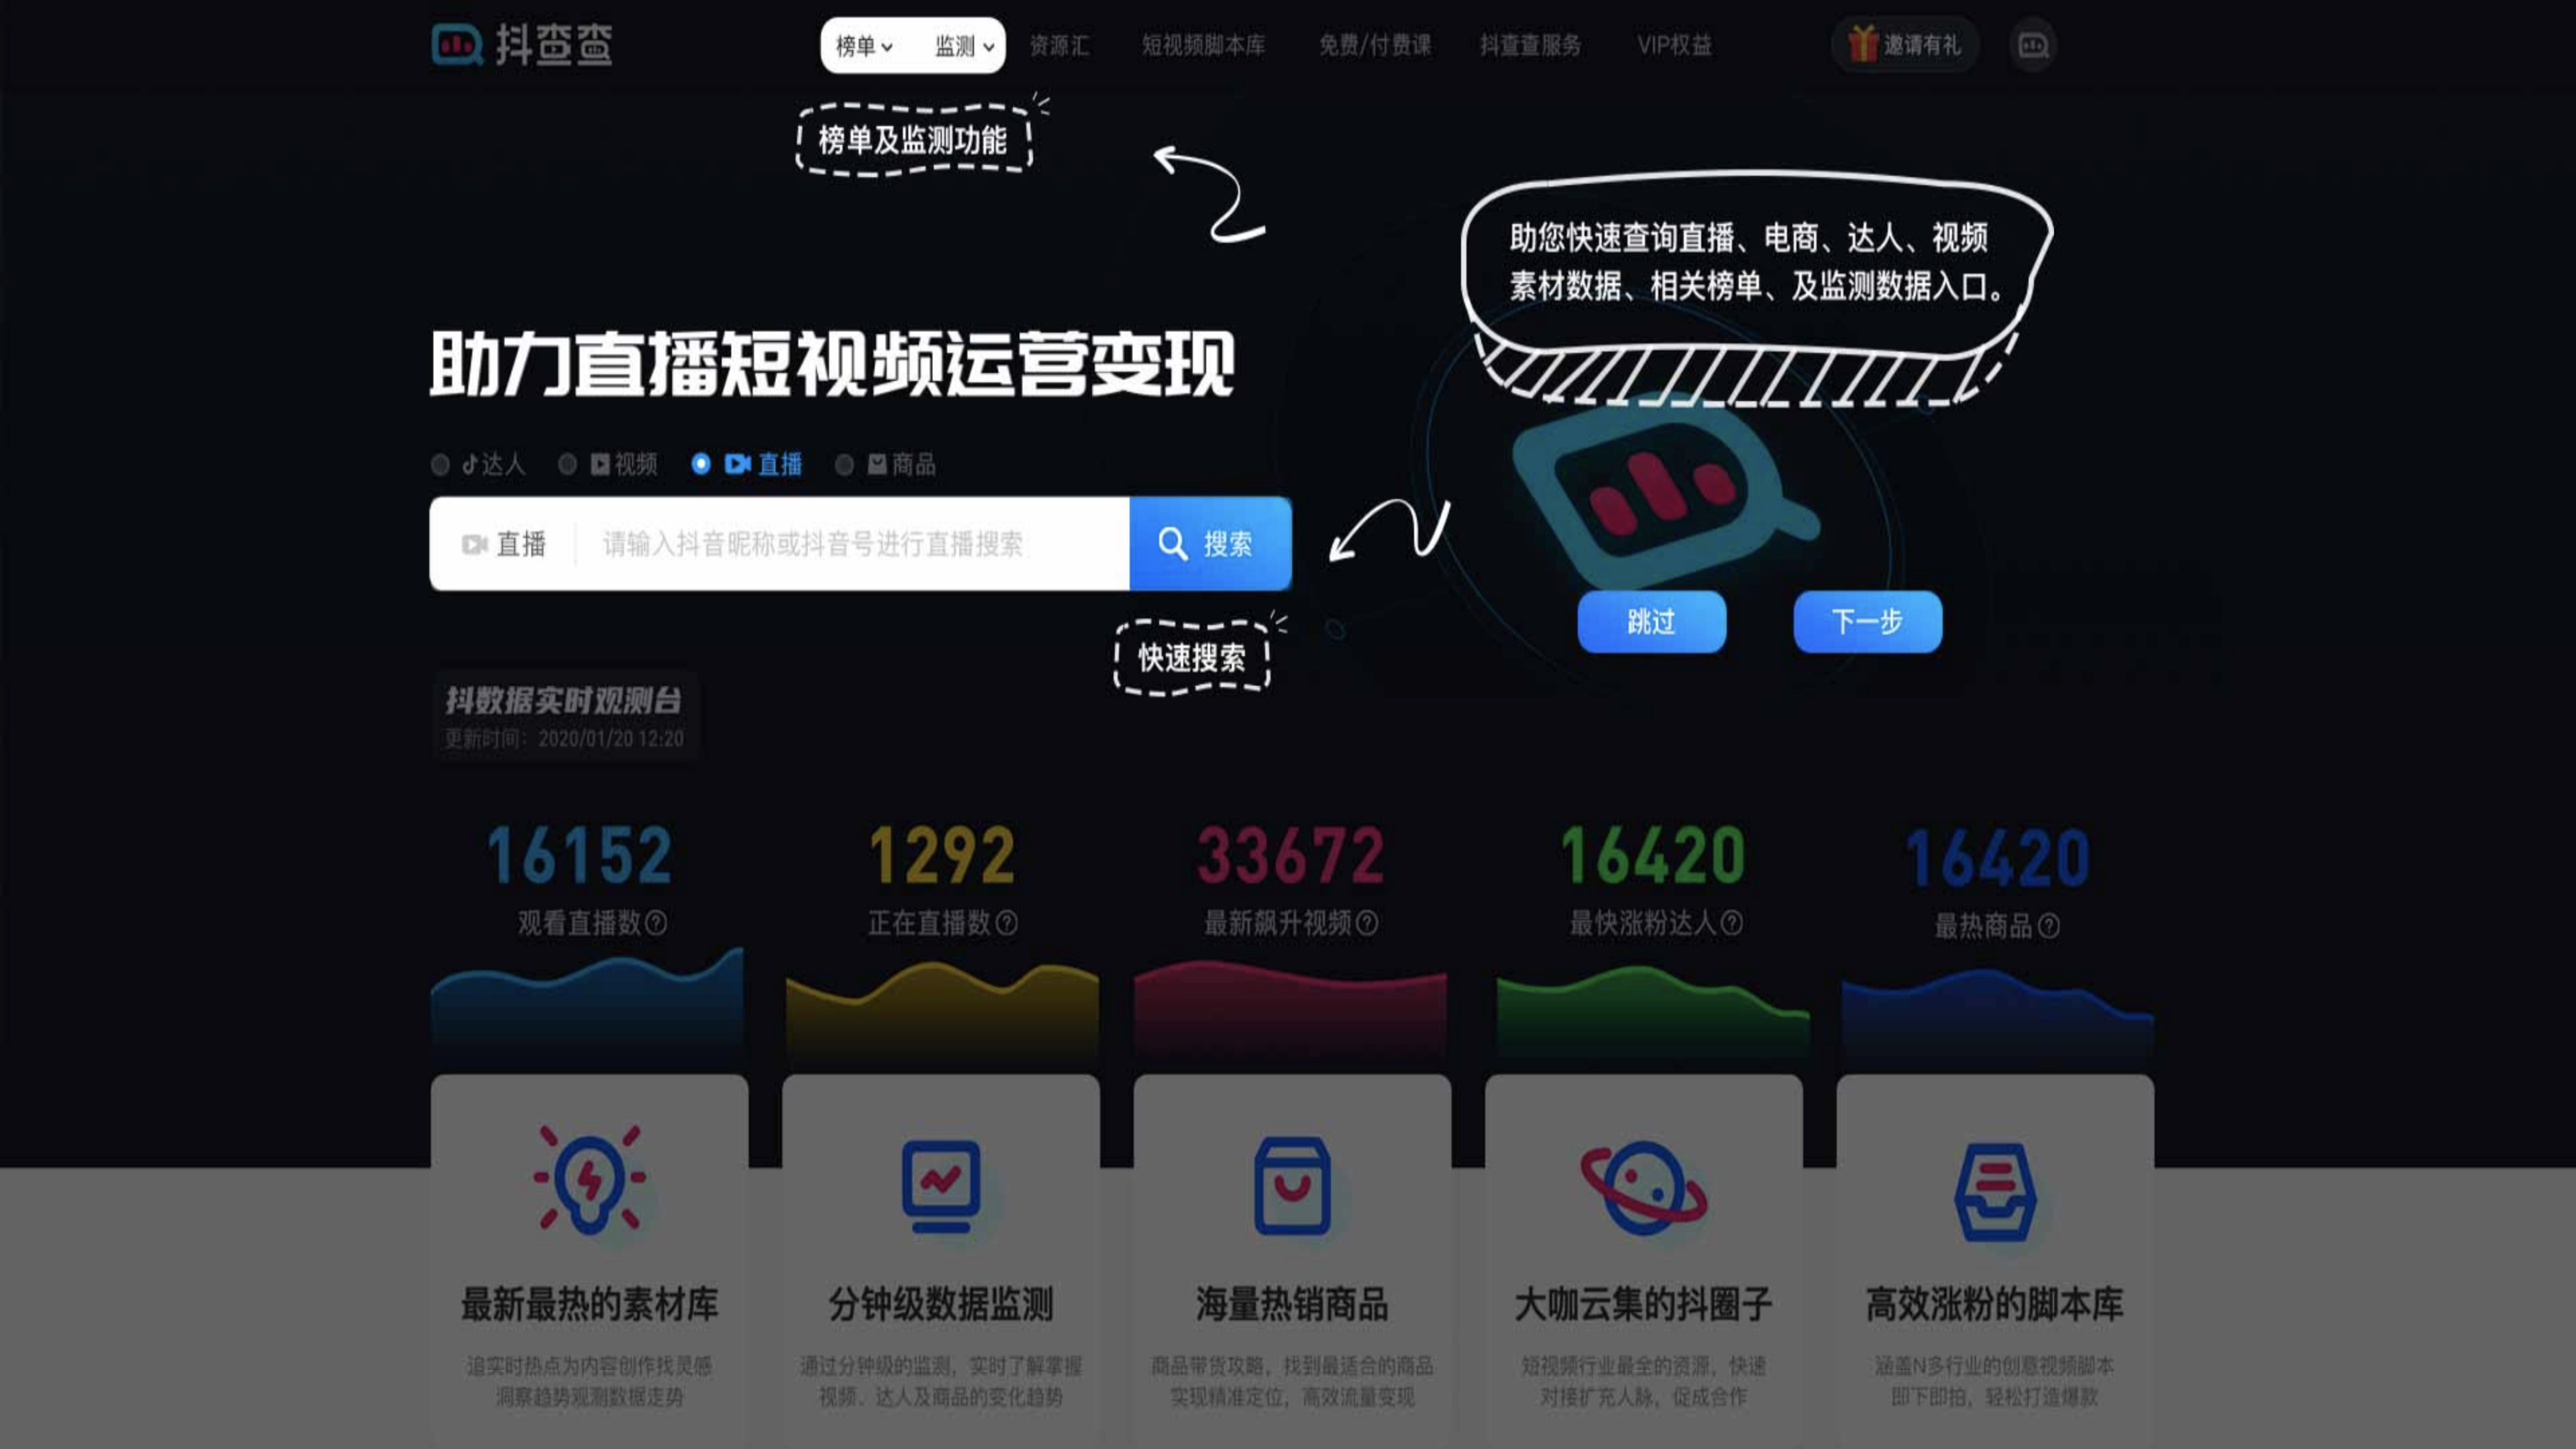 抖查查
榜单 监测 资源汇 短视频脚本库 免费/付费课 抖查查服务 VIP权益 邀请有礼
榜单及监测功能
助您快速查询直播、电商、达人、视频
素材数据、相关榜单、及监测数据入口。
助力直播短视频运营变现
达人 视频 直播 商品
直播 请输入抖音昵称或抖音号进行直播搜索 搜索
跳过 下一步
快速搜索
抖数据实时观测台
更新时间：2020/01/20 12:20
16152 1292 33672 16420 16420
观看直播数 正在直播数 最新飙升视频 最快涨粉达人 最热商品
最新最热的素材库 分钟级数据监测 海量热销商品 大咖云集的抖圈子 高效涨粉的脚本库
追实时热点为内容创作找灵感 通过分钟级的监测，实时了解掌握 商品带货攻略，找到最适合的商品 短视频行业最全的资源，快速 涵盖N多行业的创意视频脚本
洞察趋势观测数据走势 视频、达人及商品的变化趋势 实现精准定位，高效流量变现 对接扩充人脉，促成合作 即下即拍，轻松打造爆款